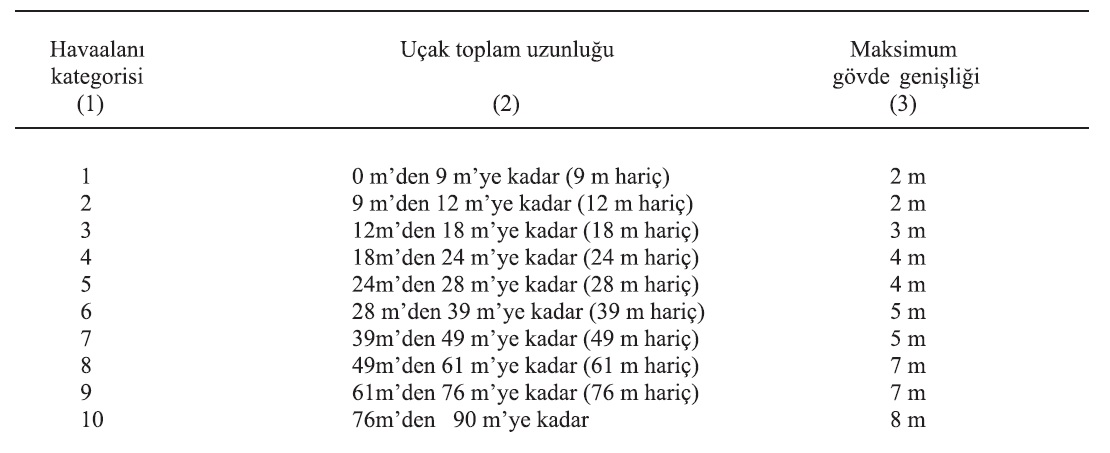 Havaalanı Uçak toplam uzunluğu Maksimum
kategorisi gövde genişliği
(1) (2) (3)
1 0 m’den 9 m’ye kadar (9 m hariç) 2 m
2 9 m’den 12 m’ye kadar (12 m hariç) 2 m
3 12m’den 18 m’ye kadar (18 m hariç) 3 m
4 18m’den 24 m’ye kadar (24 m hariç) 4 m
5 24m’den 28 m’ye kadar (28 m hariç) 4 m
6 28 m’den 39 m’ye kadar (39 m hariç) 5 m
7 39m’den 49 m’ye kadar (49 m hariç) 5 m
8 49m’den 61 m’ye kadar (61 m hariç) 7 m
9 61m’den 76 m’ye kadar (76 m hariç) 7 m
10 76m’den 90 m’ye kadar 8 m